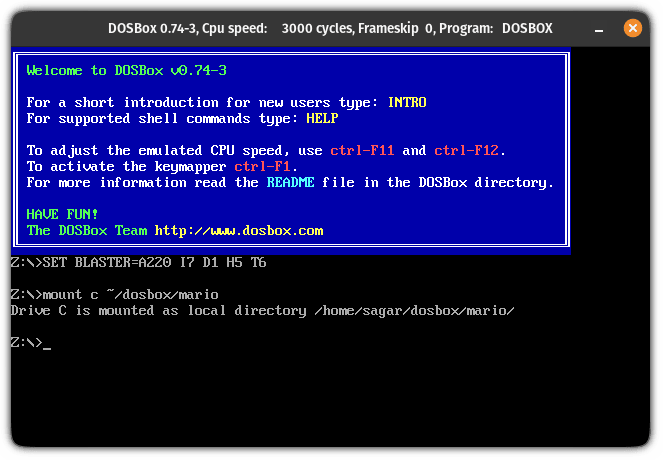 DOSBox 0.74-3, Cpu speed:    3000 cycles, Frameskip  0, Program:   DOSBOX
Welcome to DOSBox v0.74-3
For a short introduction for new users type: INTRO
For supported shell commands type: HELP
To adjust the emulated CPU speed, use ctrl-F11 and ctrl-F12.
To activate the keymapper ctrl-F1.
For more information read the README file in the DOSBox directory.
HAVE FUN!
The DOSBox Team http://www.dosbox.com
Z:\>SET BLASTER=A220 I7 D1 H5 T6
Z:\>mount c ~/dosbox/mario
Drive C is mounted as local directory /home/sagar/dosbox/mario/
Z:\>_